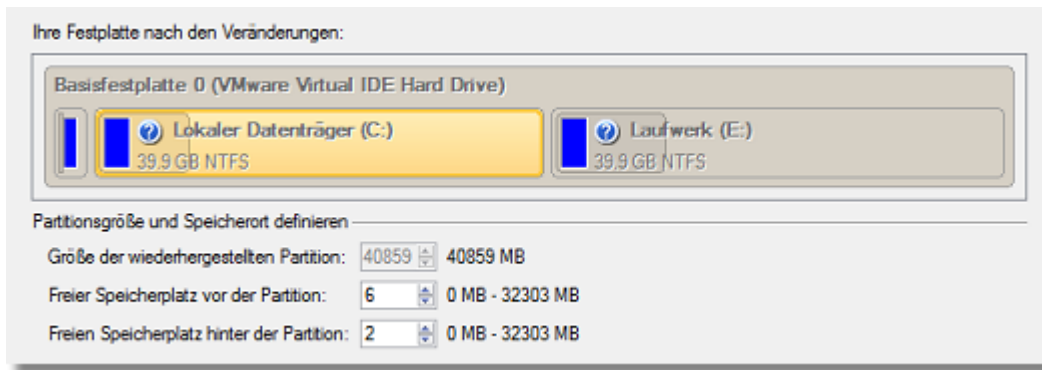 Ihre Festplatte nach den Veränderungen:
Basisfestplatte 0 (VMware Virtual IDE Hard Drive)
Lokaler Datenträger (C:)
39.9 GB NTFS
Laufwerk (E:)
39.9 GB NTFS
Partitionsgröße und Speicherort definieren
Größe der wiederhergestellten Partition: 40859 40859 MB
Freier Speicherplatz vor der Partition: 6 0 MB - 32303 MB
Freien Speicherplatz hinter der Partition: 2 0 MB - 32303 MB